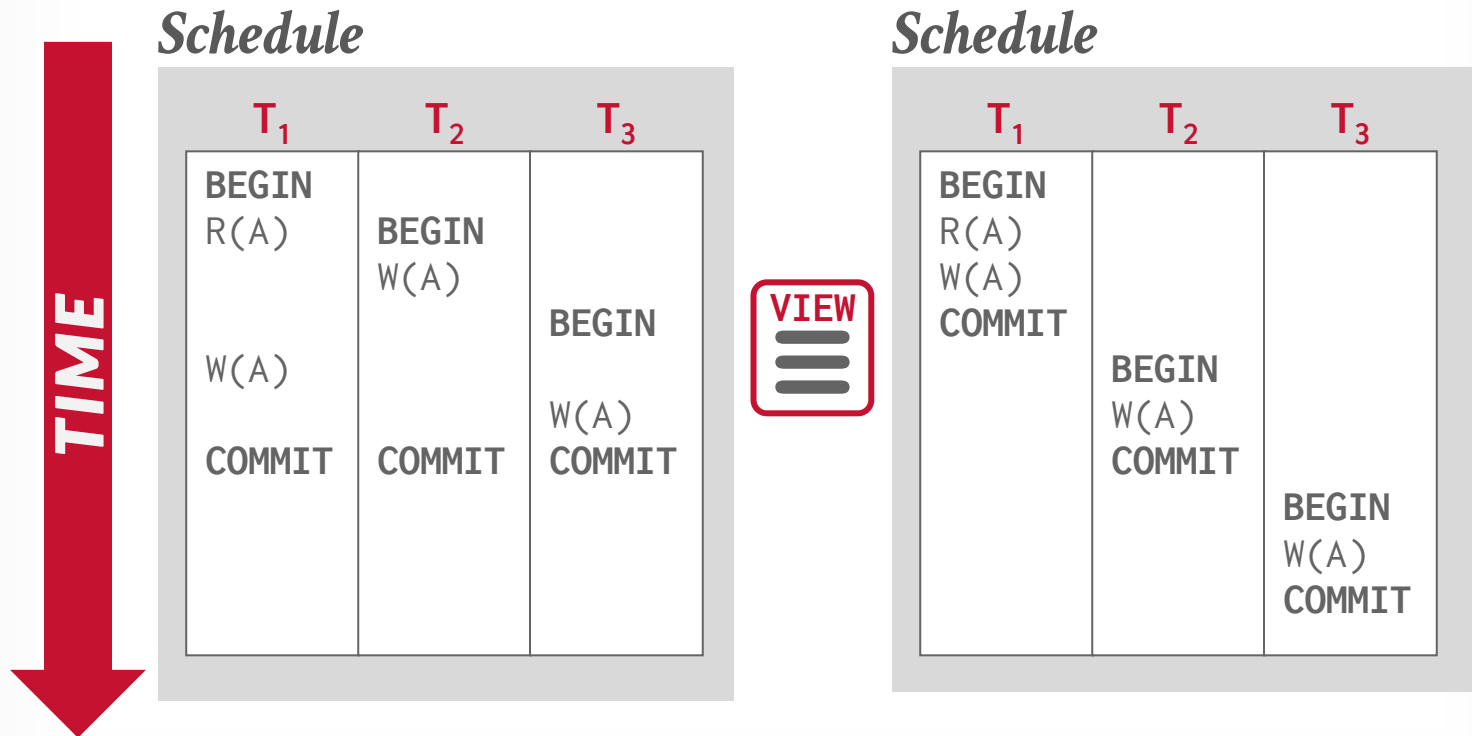 Schedule
TIME
T₁ T₂ T₃
BEGIN
R(A) BEGIN
W(A)
BEGIN
W(A)
W(A)
COMMIT COMMIT COMMIT
VIEW
Schedule
T₁ T₂ T₃
BEGIN
R(A)
W(A)
COMMIT
BEGIN
W(A)
COMMIT
BEGIN
W(A)
COMMIT